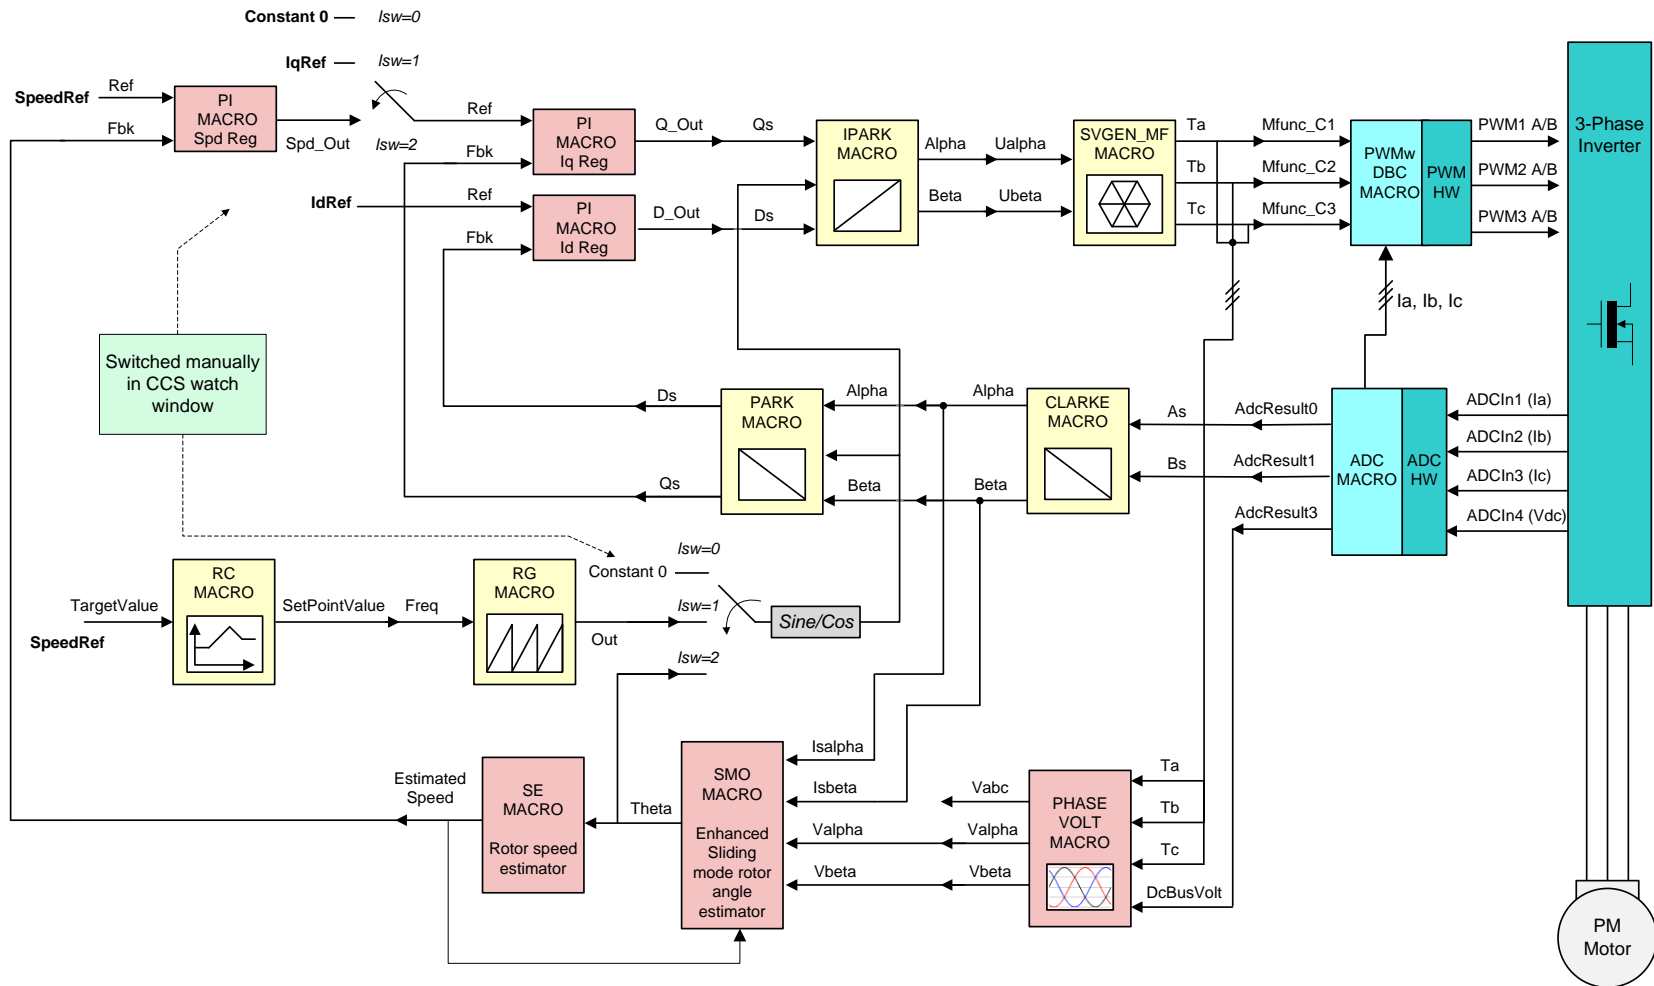 Constant 0
Isw=0
IqRef
Isw=1
SpeedRef
Ref
Fbk
PI
MACRO
Spd Reg
Spd_Out
Isw=2
Ref
Fbk
PI
MACRO
Iq Reg
Q_Out
Qs
IdRef
Ref
Fbk
PI
MACRO
Id Reg
D_Out
Ds
IPARK
MACRO
Alpha
Ualpha
Beta
Ubeta
SVGEN_MF
MACRO
Ta
Tb
Tc
Mfunc_C1
Mfunc_C2
Mfunc_C3
PWMw
DBC
MACRO
PWM
HW
PWM1 A/B
PWM2 A/B
PWM3 A/B
3-Phase
Inverter
Ia, Ib, Ic
Switched manually
in CCS watch
window
Ds
Qs
PARK
MACRO
Alpha
Beta
Alpha
Beta
CLARKE
MACRO
As
Bs
AdcResult0
AdcResult1
AdcResult3
ADC
MACRO
ADC
HW
ADCIn1 (Ia)
ADCIn2 (Ib)
ADCIn3 (Ic)
ADCIn4 (Vdc)
TargetValue
SpeedRef
RC
MACRO
SetPointValue
Freq
RG
MACRO
Out
Isw=0
Constant 0
Isw=1
Isw=2
Sine/Cos
Estimated
Speed
SE
MACRO
Rotor speed
estimator
Theta
SMO
MACRO
Enhanced
Sliding
mode rotor
angle
estimator
Isalpha
Isbeta
Valpha
Vbeta
Vabc
Valpha
Vbeta
PHASE
VOLT
MACRO
Ta
Tb
Tc
DcBusVolt
PM
Motor